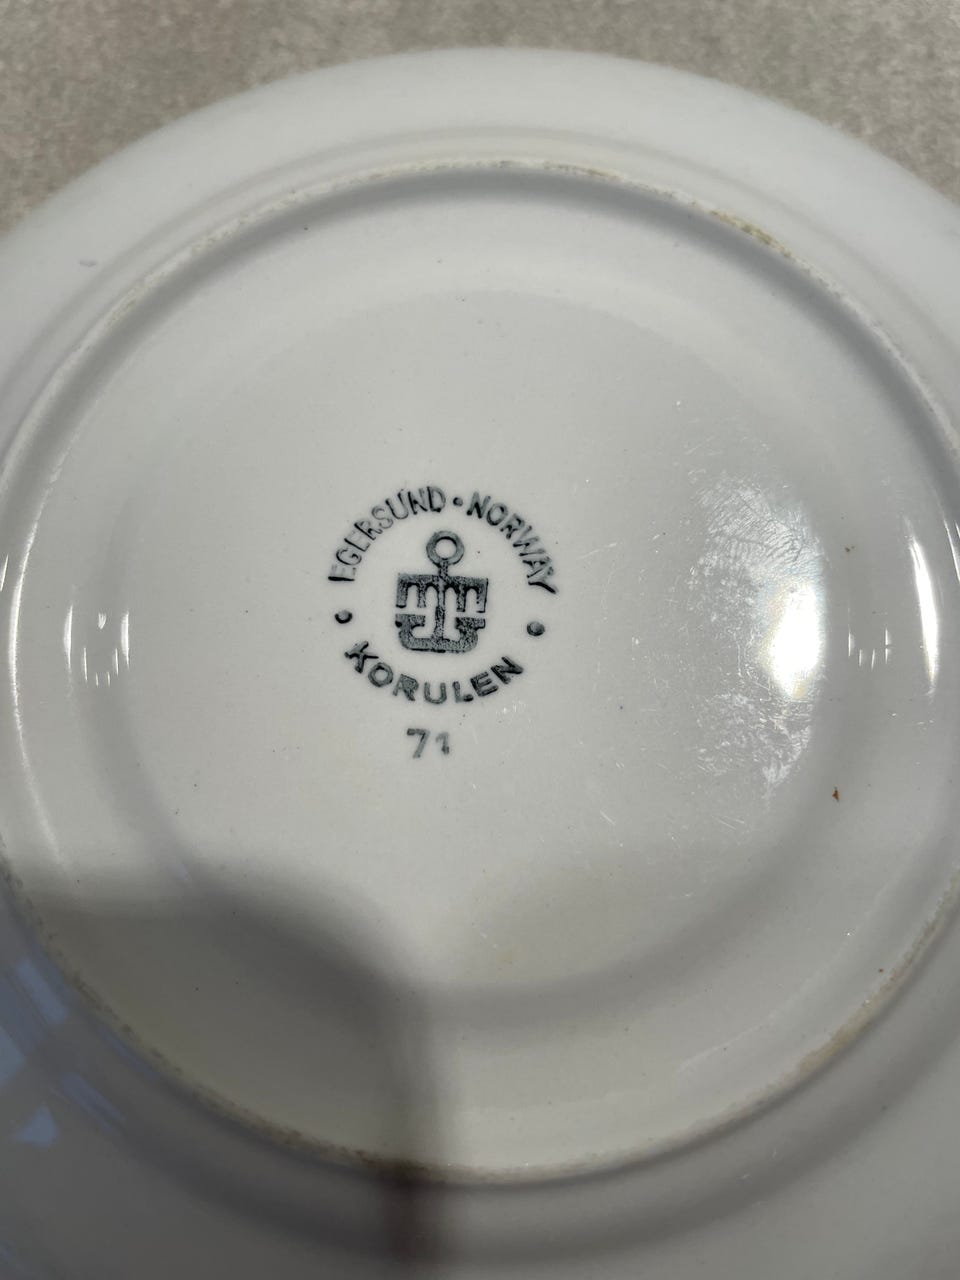 EGERSUND • NORWAY
• KORULEN •
71